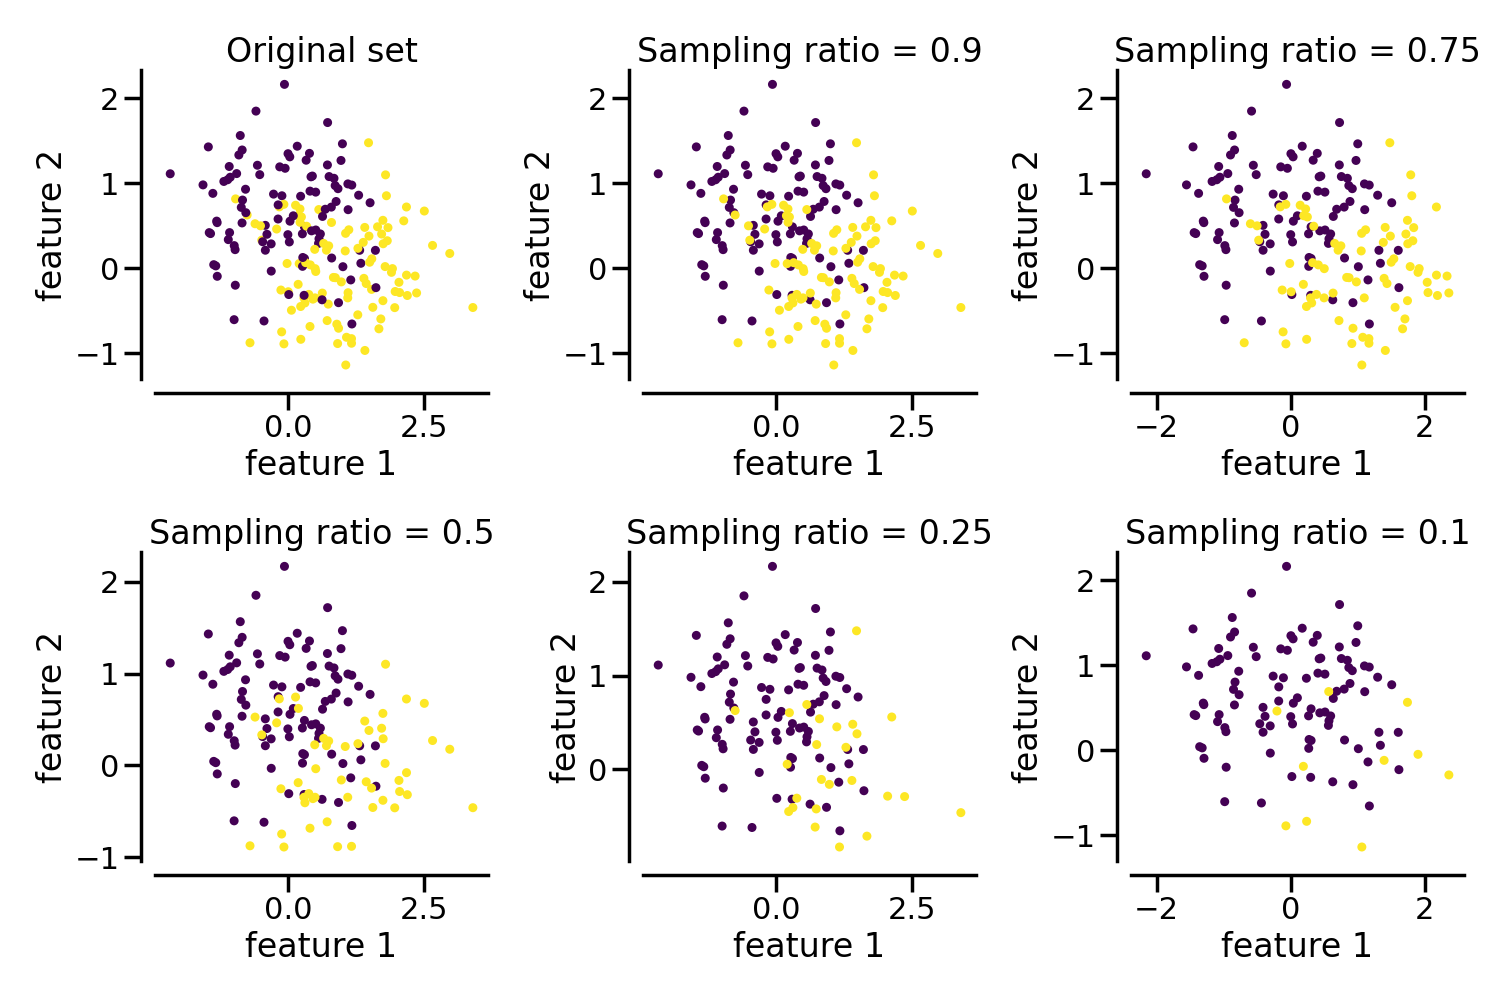 Original set
Sampling ratio = 0.9
Sampling ratio = 0.75
2
1
0
−1
feature 2
0.0
2.5
feature 1
2
1
0
−1
feature 2
0.0
2.5
feature 1
2
1
0
−1
feature 2
−2
0
2
feature 1
Sampling ratio = 0.5
Sampling ratio = 0.25
Sampling ratio = 0.1
2
1
0
−1
feature 2
0.0
2.5
feature 1
2
1
0
feature 2
0.0
2.5
feature 1
2
1
0
−1
feature 2
−2
0
2
feature 1